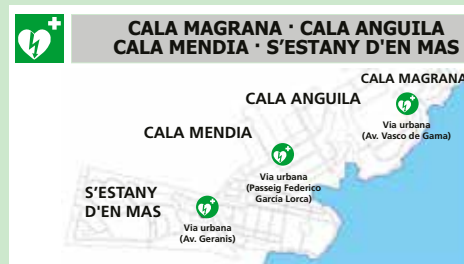 CALA MAGRANA · CALA ANGUILA
CALA MENDIA · S'ESTANY D'EN MAS
CALA MAGRANA
CALA ANGUILA
Via urbana
(Av. Vasco de Gama)
CALA MENDIA
Via urbana
(Passeig Federico
García Lorca)
S'ESTANY
D'EN MAS
Via urbana
(Av. Geranis)